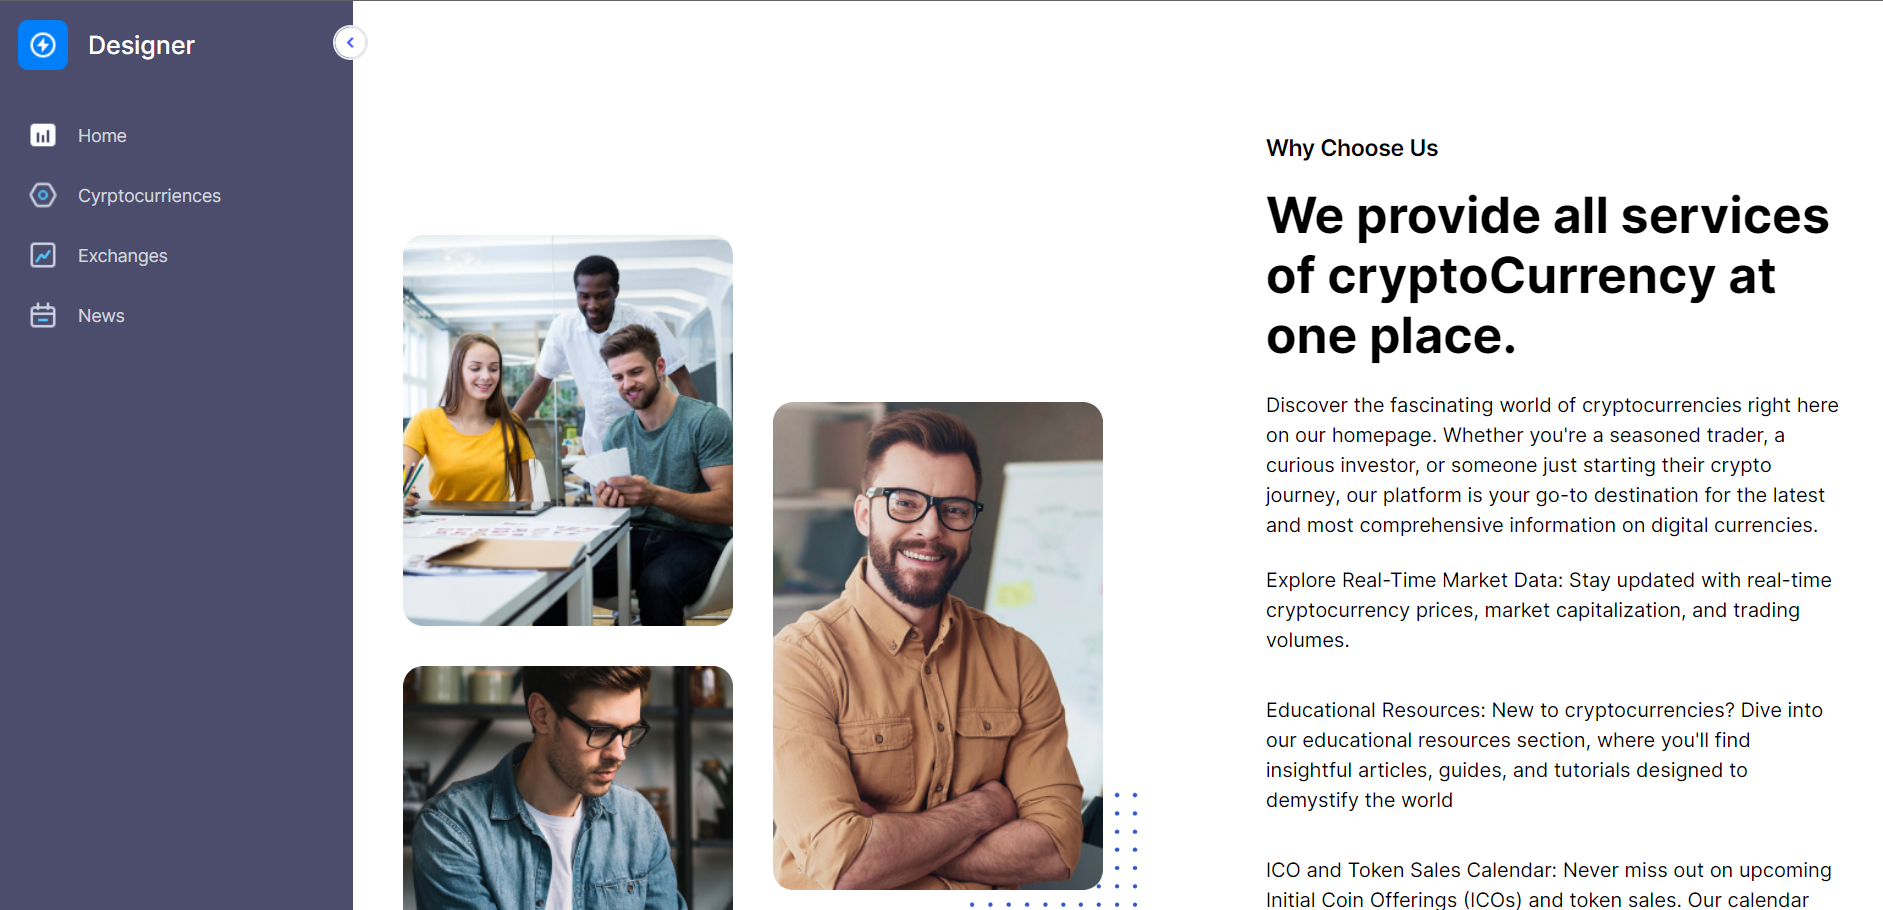 Designer
Home
Cyrptocurriences
Exchanges
News
Why Choose Us
We provide all services
of cryptoCurrency at
one place.
Discover the fascinating world of cryptocurrencies right here
on our homepage. Whether you're a seasoned trader, a
curious investor, or someone just starting their crypto
journey, our platform is your go-to destination for the latest
and most comprehensive information on digital currencies.
Explore Real-Time Market Data: Stay updated with real-time
cryptocurrency prices, market capitalization, and trading
volumes.
Educational Resources: New to cryptocurrencies? Dive into
our educational resources section, where you'll find
insightful articles, guides, and tutorials designed to
demystify the world
ICO and Token Sales Calendar: Never miss out on upcoming
Initial Coin Offerings (ICOs) and token sales. Our calendar